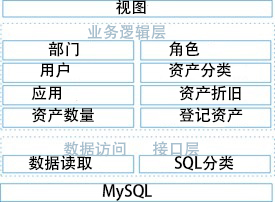 视图
业务逻辑层
部门 角色
用户 资产分类
应用 资产折旧
资产数量 登记资产
数据访问 接口层
数据读取 SQL分类
MySQL